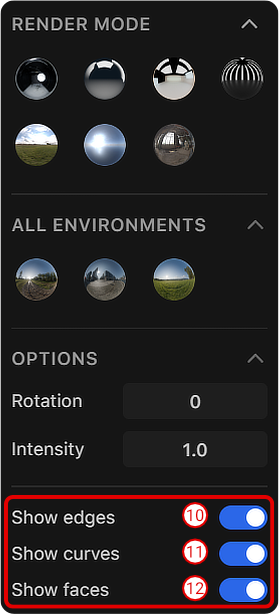 RENDER MODE
ALL ENVIRONMENTS
OPTIONS
Rotation 0
Intensity 1.0
Show edges 10
Show curves 11
Show faces 12